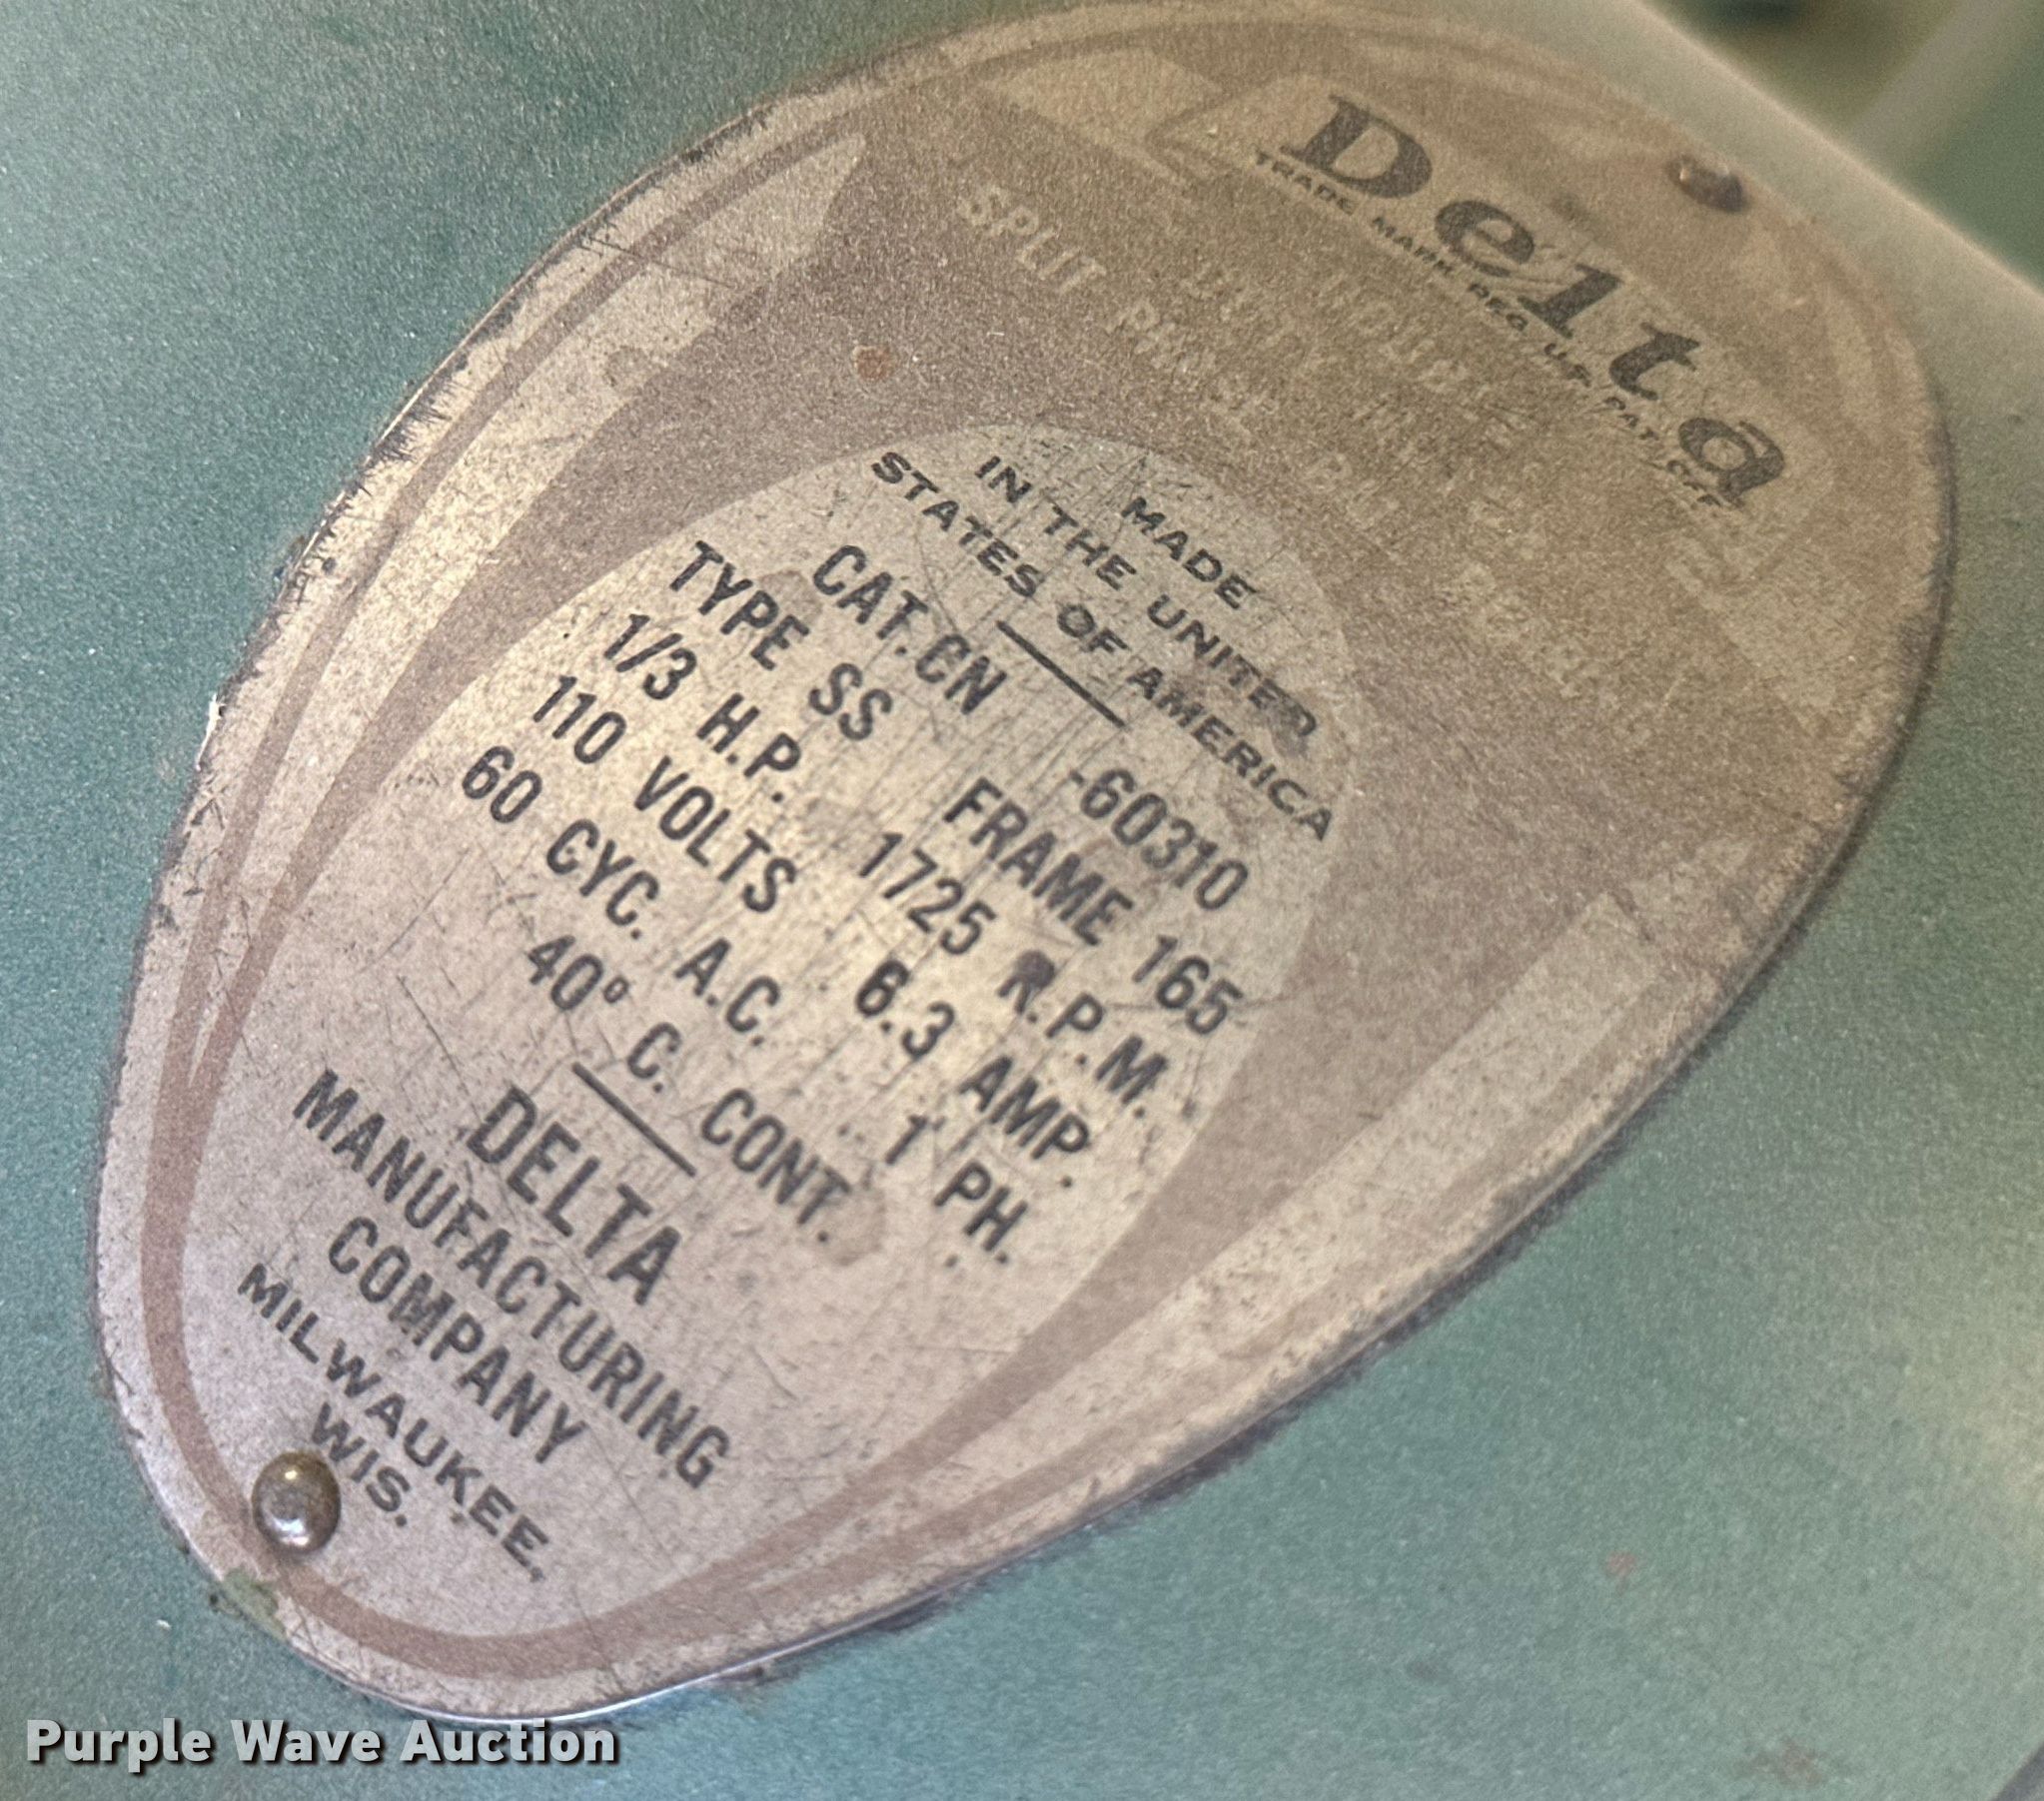 Delta
TRADE MARK REG. U.S. PAT. OFF.
SPLIT PHASE
MADE
IN THE UNITED
STATES OF AMERICA
CAT. CN -60310
TYPE SS FRAME 165
1/3 H.P. 1725 R.P.M.
110 VOLTS 6.3 AMP.
60 CYC. A.C. 1 PH.
40° C. CONT.
DELTA
MANUFACTURING
COMPANY
MILWAUKEE,
WIS.
Purple Wave Auction